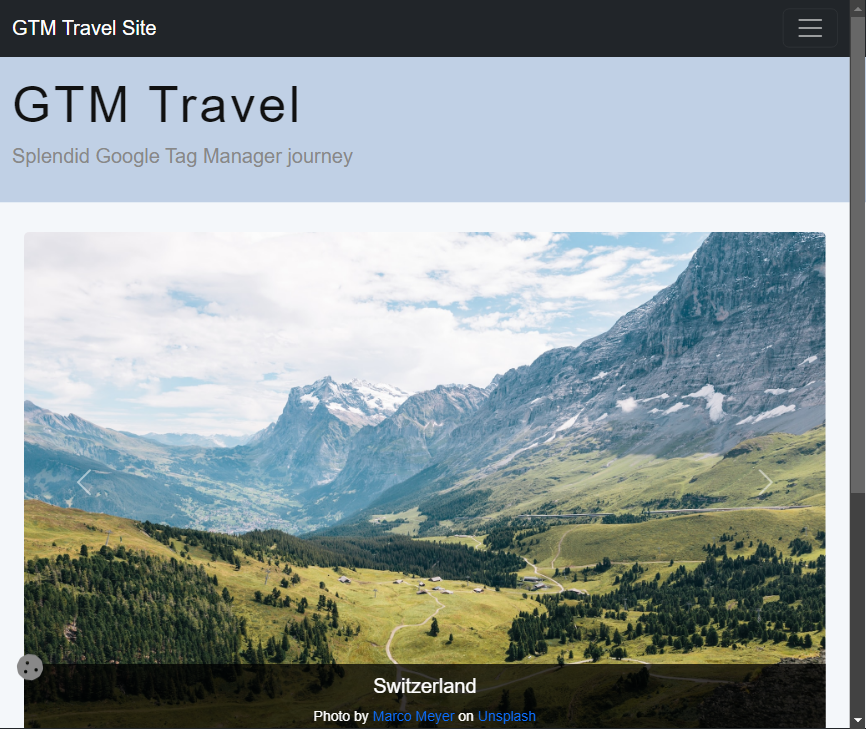 GTM Travel Site
GTM Travel
Splendid Google Tag Manager journey
Switzerland
Photo by Marco Meyer on Unsplash